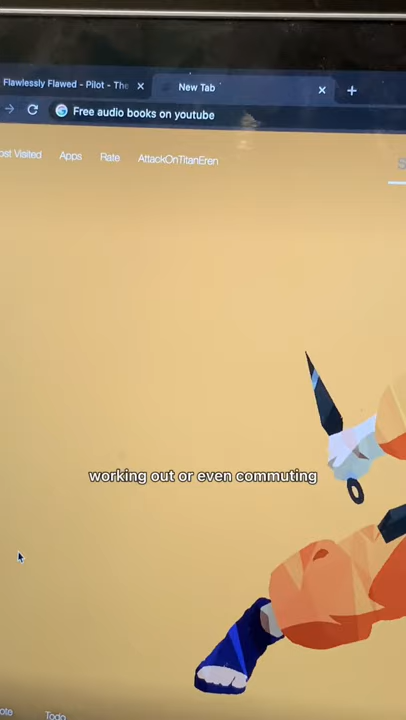 Flawlessly Flawed - Pilot - The
New Tab
Free audio books on youtube
ost Visited
Apps
Rate
AttackOnTitanEren
S
working out or even commuting
ote
Todo